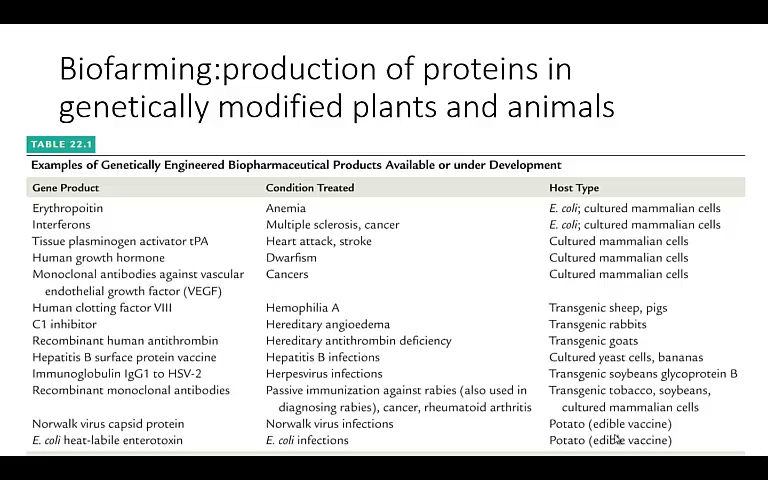 Biofarming:production of proteins in
genetically modified plants and animals
TABLE 22.1
Examples of Genetically Engineered Biopharmaceutical Products Available or under Development
Gene Product Condition Treated Host Type
Erythropoitin Anemia E. coli; cultured mammalian cells
Interferons Multiple sclerosis, cancer E. coli; cultured mammalian cells
Tissue plasminogen activator tPA Heart attack, stroke Cultured mammalian cells
Human growth hormone Dwarfism Cultured mammalian cells
Monoclonal antibodies against vascular Cancers Cultured mammalian cells
endothelial growth factor (VEGF)
Human clotting factor VIII Hemophilia A Transgenic sheep, pigs
C1 inhibitor Hereditary angioedema Transgenic rabbits
Recombinant human antithrombin Hereditary antithrombin deficiency Transgenic goats
Hepatitis B surface protein vaccine Hepatitis B infections Cultured yeast cells, bananas
Immunoglobulin IgG1 to HSV-2 Herpesvirus infections Transgenic soybeans glycoprotein B
Recombinant monoclonal antibodies Passive immunization against rabies (also used in Transgenic tobacco, soybeans,
diagnosing rabies), cancer, rheumatoid arthritis cultured mammalian cells
Norwalk virus capsid protein Norwalk virus infections Potato (edible vaccine)
E. coli heat-labile enterotoxin E. coli infections Potato (edible vaccine)